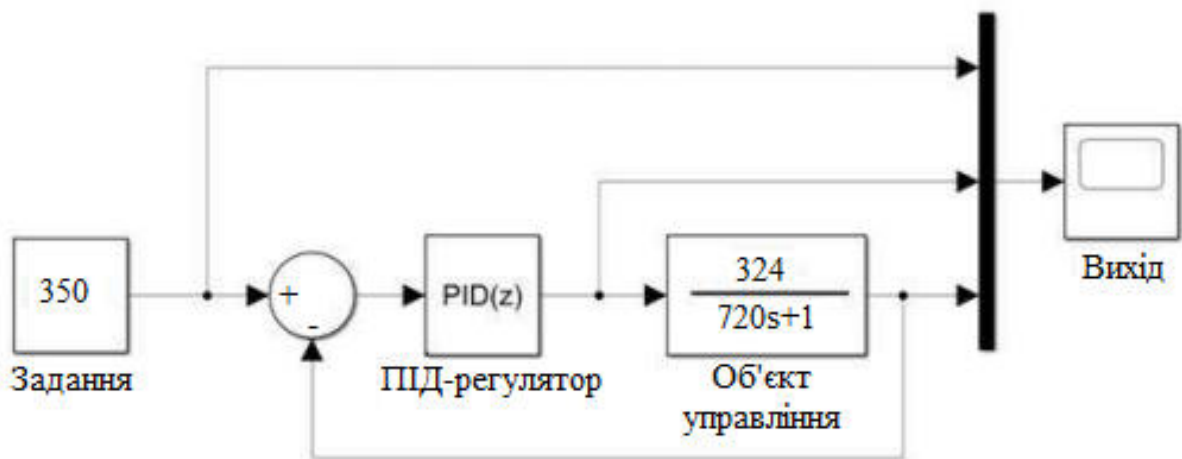 350
Задання
+
-
PID(z)
ПІД-регулятор
324
720s+1
Об'єкт
управління
Вихід